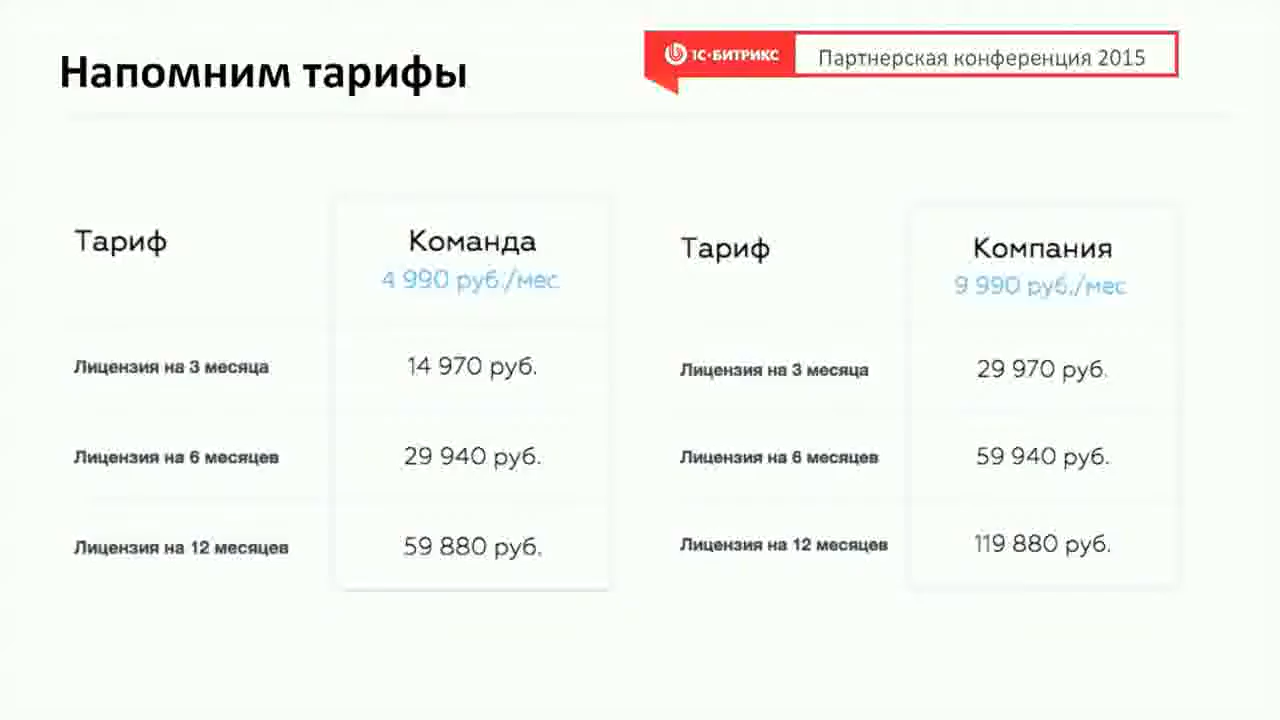 Напомним тарифы
1С·БИТРИКС
Партнерская конференция 2015
Тариф
Команда
4 990 руб./мес
Лицензия на 3 месяца
14 970 руб.
Лицензия на 6 месяцев
29 940 руб.
Лицензия на 12 месяцев
59 880 руб.
Тариф
Компания
9 990 руб./мес
Лицензия на 3 месяца
29 970 руб.
Лицензия на 6 месяцев
59 940 руб.
Лицензия на 12 месяцев
119 880 руб.